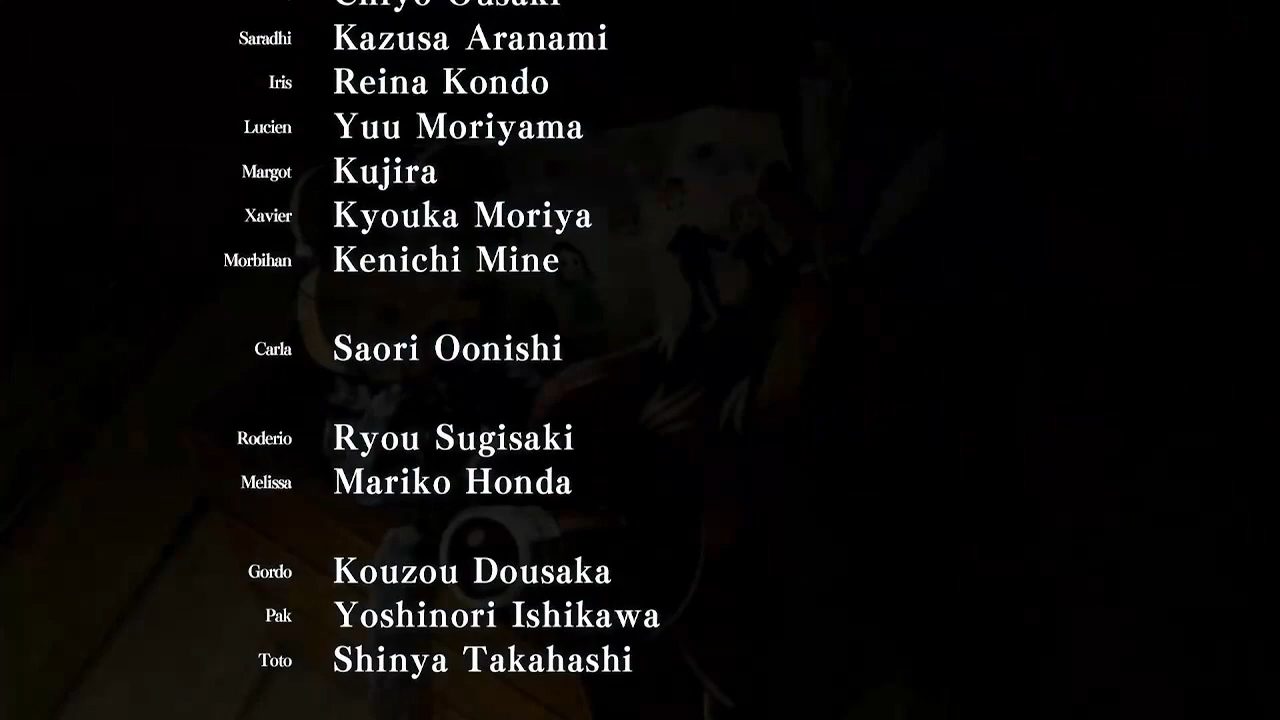 Saradhi Kazusa Aranami
Iris Reina Kondo
Lucien Yuu Moriyama
Margot Kujira
Xavier Kyouka Moriya
Morbihan Kenichi Mine
Carla Saori Oonishi
Roderio Ryou Sugisaki
Melissa Mariko Honda
Gordo Kouzou Dousaka
Pak Yoshinori Ishikawa
Toto Shinya Takahashi